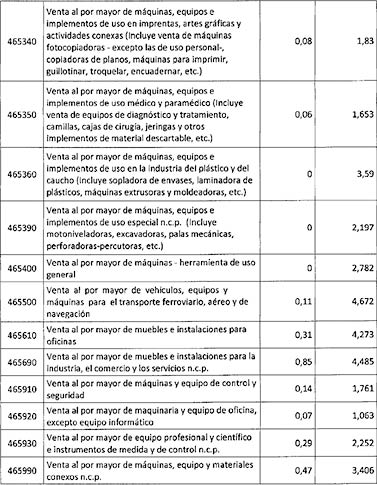 Venta al por mayor de máquinas, equipos e
implementos de uso en imprentas, artes gráficas y
actividades conexas (Incluye venta de máquinas
465340 fotocopiadoras - excepto las de uso personal-, 0,08 1,83
copiadoras de planos, máquinas para imprimir,
guillotinar, troquelar, encuadernar, etc.)
Venta al por mayor de máquinas, equipos e
implementos de uso médico y paramédico (Incluye
465350 venta de equipos de diagnóstico y tratamiento, 0,06 1,653
camillas, cajas de cirugía, jeringas y otros
implementos de material descartable, etc.)
Venta al por mayor de máquinas, equipos e
implementos de uso en la industria del plástico y del
465360 caucho (Incluye sopladora de envases, laminadora de 0 3,59
plásticos, máquinas extrusoras y moldeadoras, etc.)
Venta al por mayor de máquinas, equipos e
implementos de uso especial n.c.p. (Incluye
465390 motoniveladoras, excavadoras, palas mecánicas, 0 2,197
perforadoras-percutoras, etc.)
465400 Venta al por mayor de máquinas - herramienta de uso 0 2,782
general
Venta al por mayor de vehículos, equipos y
465500 máquinas para el transporte ferroviario, aéreo y de 0,11 4,672
navegación
465610 Venta al por mayor de muebles e instalaciones para 0,31 4,273
oficinas
465690 Venta al por mayor de muebles e instalaciones para la 0,85 4,485
industria, el comercio y los servicios n.c.p.
465910 Venta al por mayor de máquinas y equipo de control y 0,14 1,761
seguridad
465920 Venta al por mayor de maquinaria y equipo de oficina, 0,07 1,063
excepto equipo informático
465930 Venta al por mayor de equipo profesional y científico 0,29 2,252
e instrumentos de medida y de control n.c.p.
465990 Venta al por mayor de máquinas, equipo y materiales 0,47 3,406
conexos n.c.p.